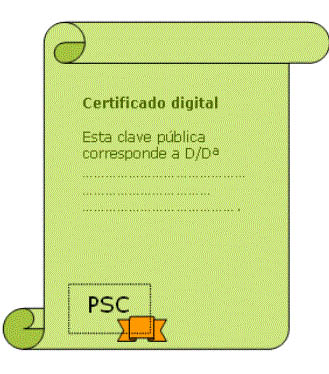 Certificado digital
Esta clave pública
corresponde a D/Dª
.......................................
..............................
..................................... .
PSC